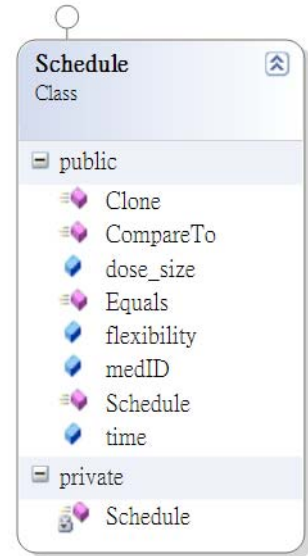 Schedule
Class
public
Clone
CompareTo
dose_size
Equals
flexibility
medID
Schedule
time
private
Schedule